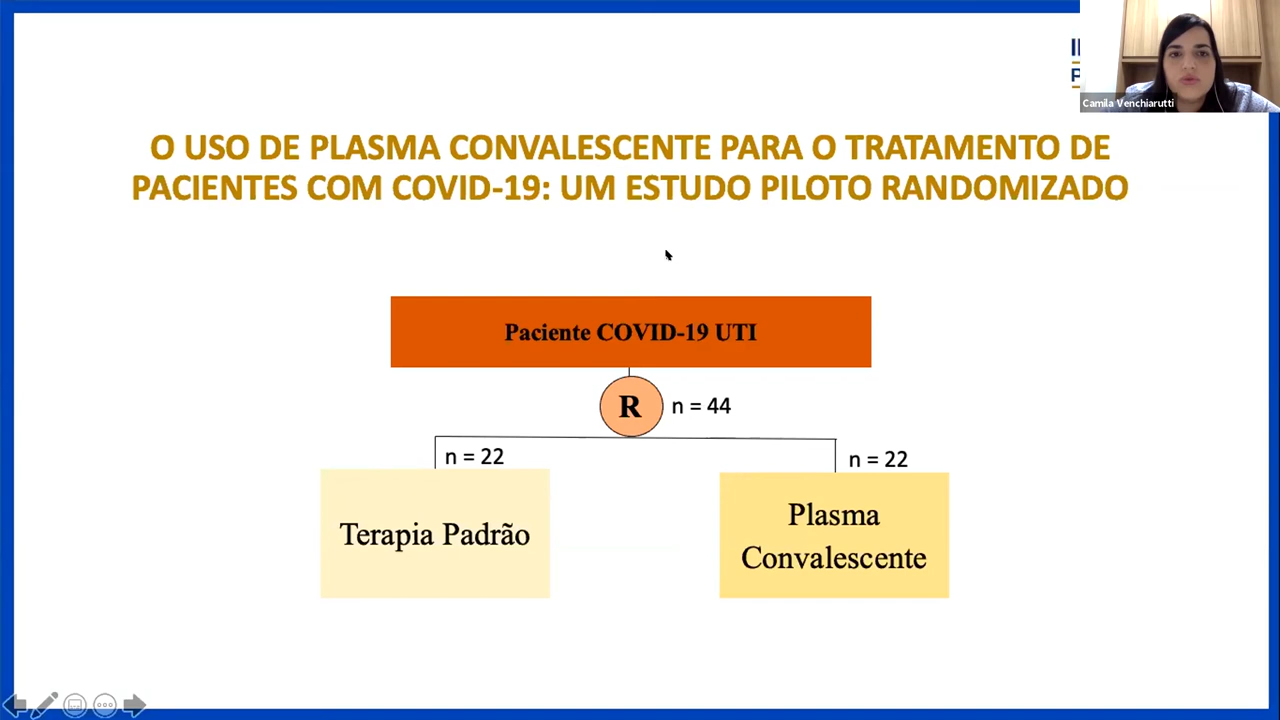 Camila Venchiarutti
O USO DE PLASMA CONVALESCENTE PARA O TRATAMENTO DE
PACIENTES COM COVID-19: UM ESTUDO PILOTO RANDOMIZADO
Paciente COVID-19 UTI
R
n = 44
n = 22
n = 22
Terapia Padrão
Plasma
Convalescente